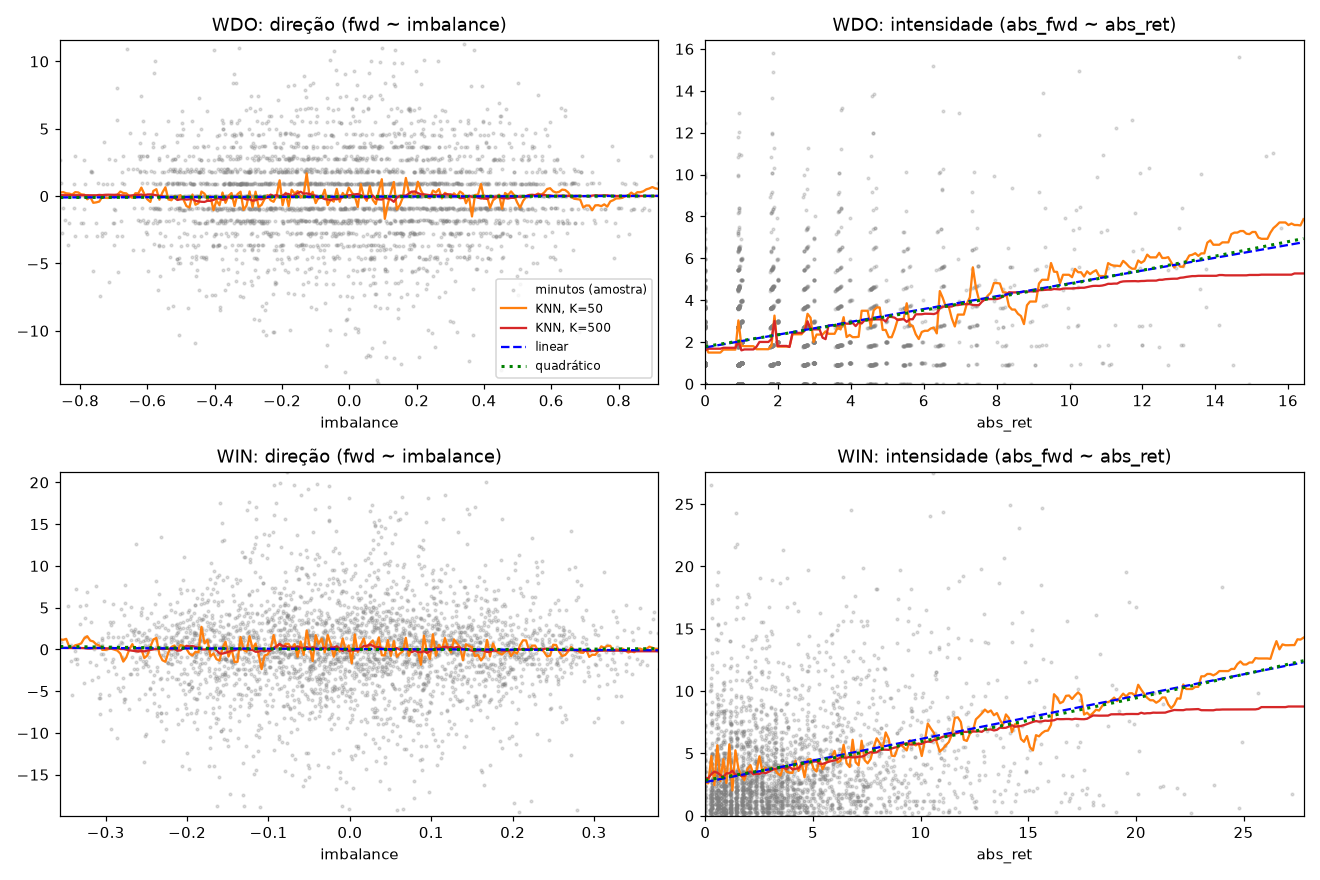 WDO: direção (fwd ~ imbalance)
10
5
0
−5
−10
−0.8 −0.6 −0.4 −0.2 0.0 0.2 0.4 0.6 0.8
imbalance
minutos (amostra)
KNN, K=50
KNN, K=500
linear
quadrático
WDO: intensidade (abs_fwd ~ abs_ret)
16
14
12
10
8
6
4
2
0
0 2 4 6 8 10 12 14 16
abs_ret
WIN: direção (fwd ~ imbalance)
20
15
10
5
0
−5
−10
−15
−0.3 −0.2 −0.1 0.0 0.1 0.2 0.3
imbalance
WIN: intensidade (abs_fwd ~ abs_ret)
25
20
15
10
5
0
0 5 10 15 20 25
abs_ret